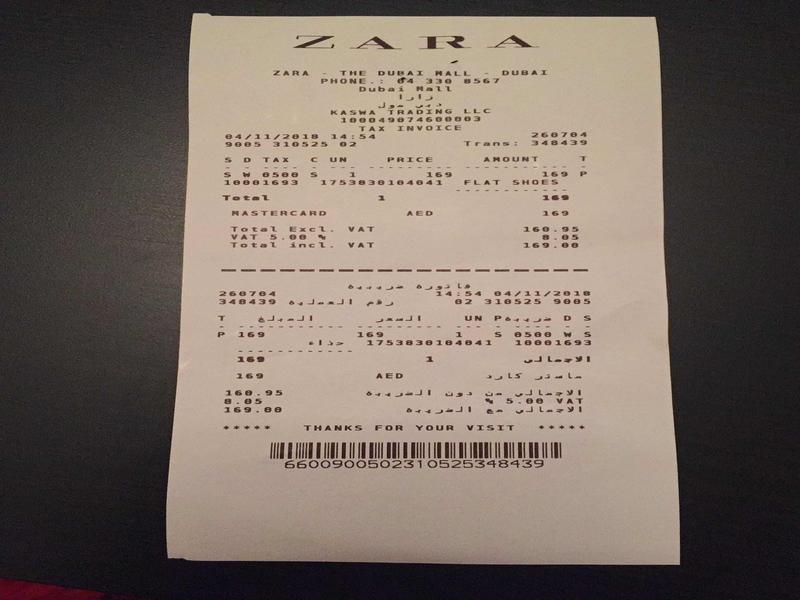 ZARA
ZARA - THE DUBAI MALL - DUBAI
PHONE.: 04 330 8567
Dubai Mall
زارا
دبي مول
KASWA TRADING LLC
100049074600003
TAX INVOICE
04/11/2018 14:54 260704
9005 310525 02 Trans: 348439
S D TAX C UN PRICE AMOUNT T
S W 0500 S 1 169 169 P
10001693 1753830104041 FLAT SHOES
Total 1 169
MASTERCARD AED 169
Total Excl. VAT 160.95
VAT 5.00 % 8.05
Total incl. VAT 169.00
فاتورة ضريبية
260704 14:54 04/11/2018
348439 رقم العملية 02 310525 9005
T المبلغ السعر UN P ضريبة D S
P 169 169 1 S 0500 W S
حذاء 1753830104041 10001693
169 1 الاجمالي
169 AED ماستر كارد
160.95 الاجمالي من دون الضريبة
8.05 % 5.00 VAT
169.00 الاجمالي مع الضريبة
***** THANKS FOR YOUR VISIT *****
66009005023105253484​39